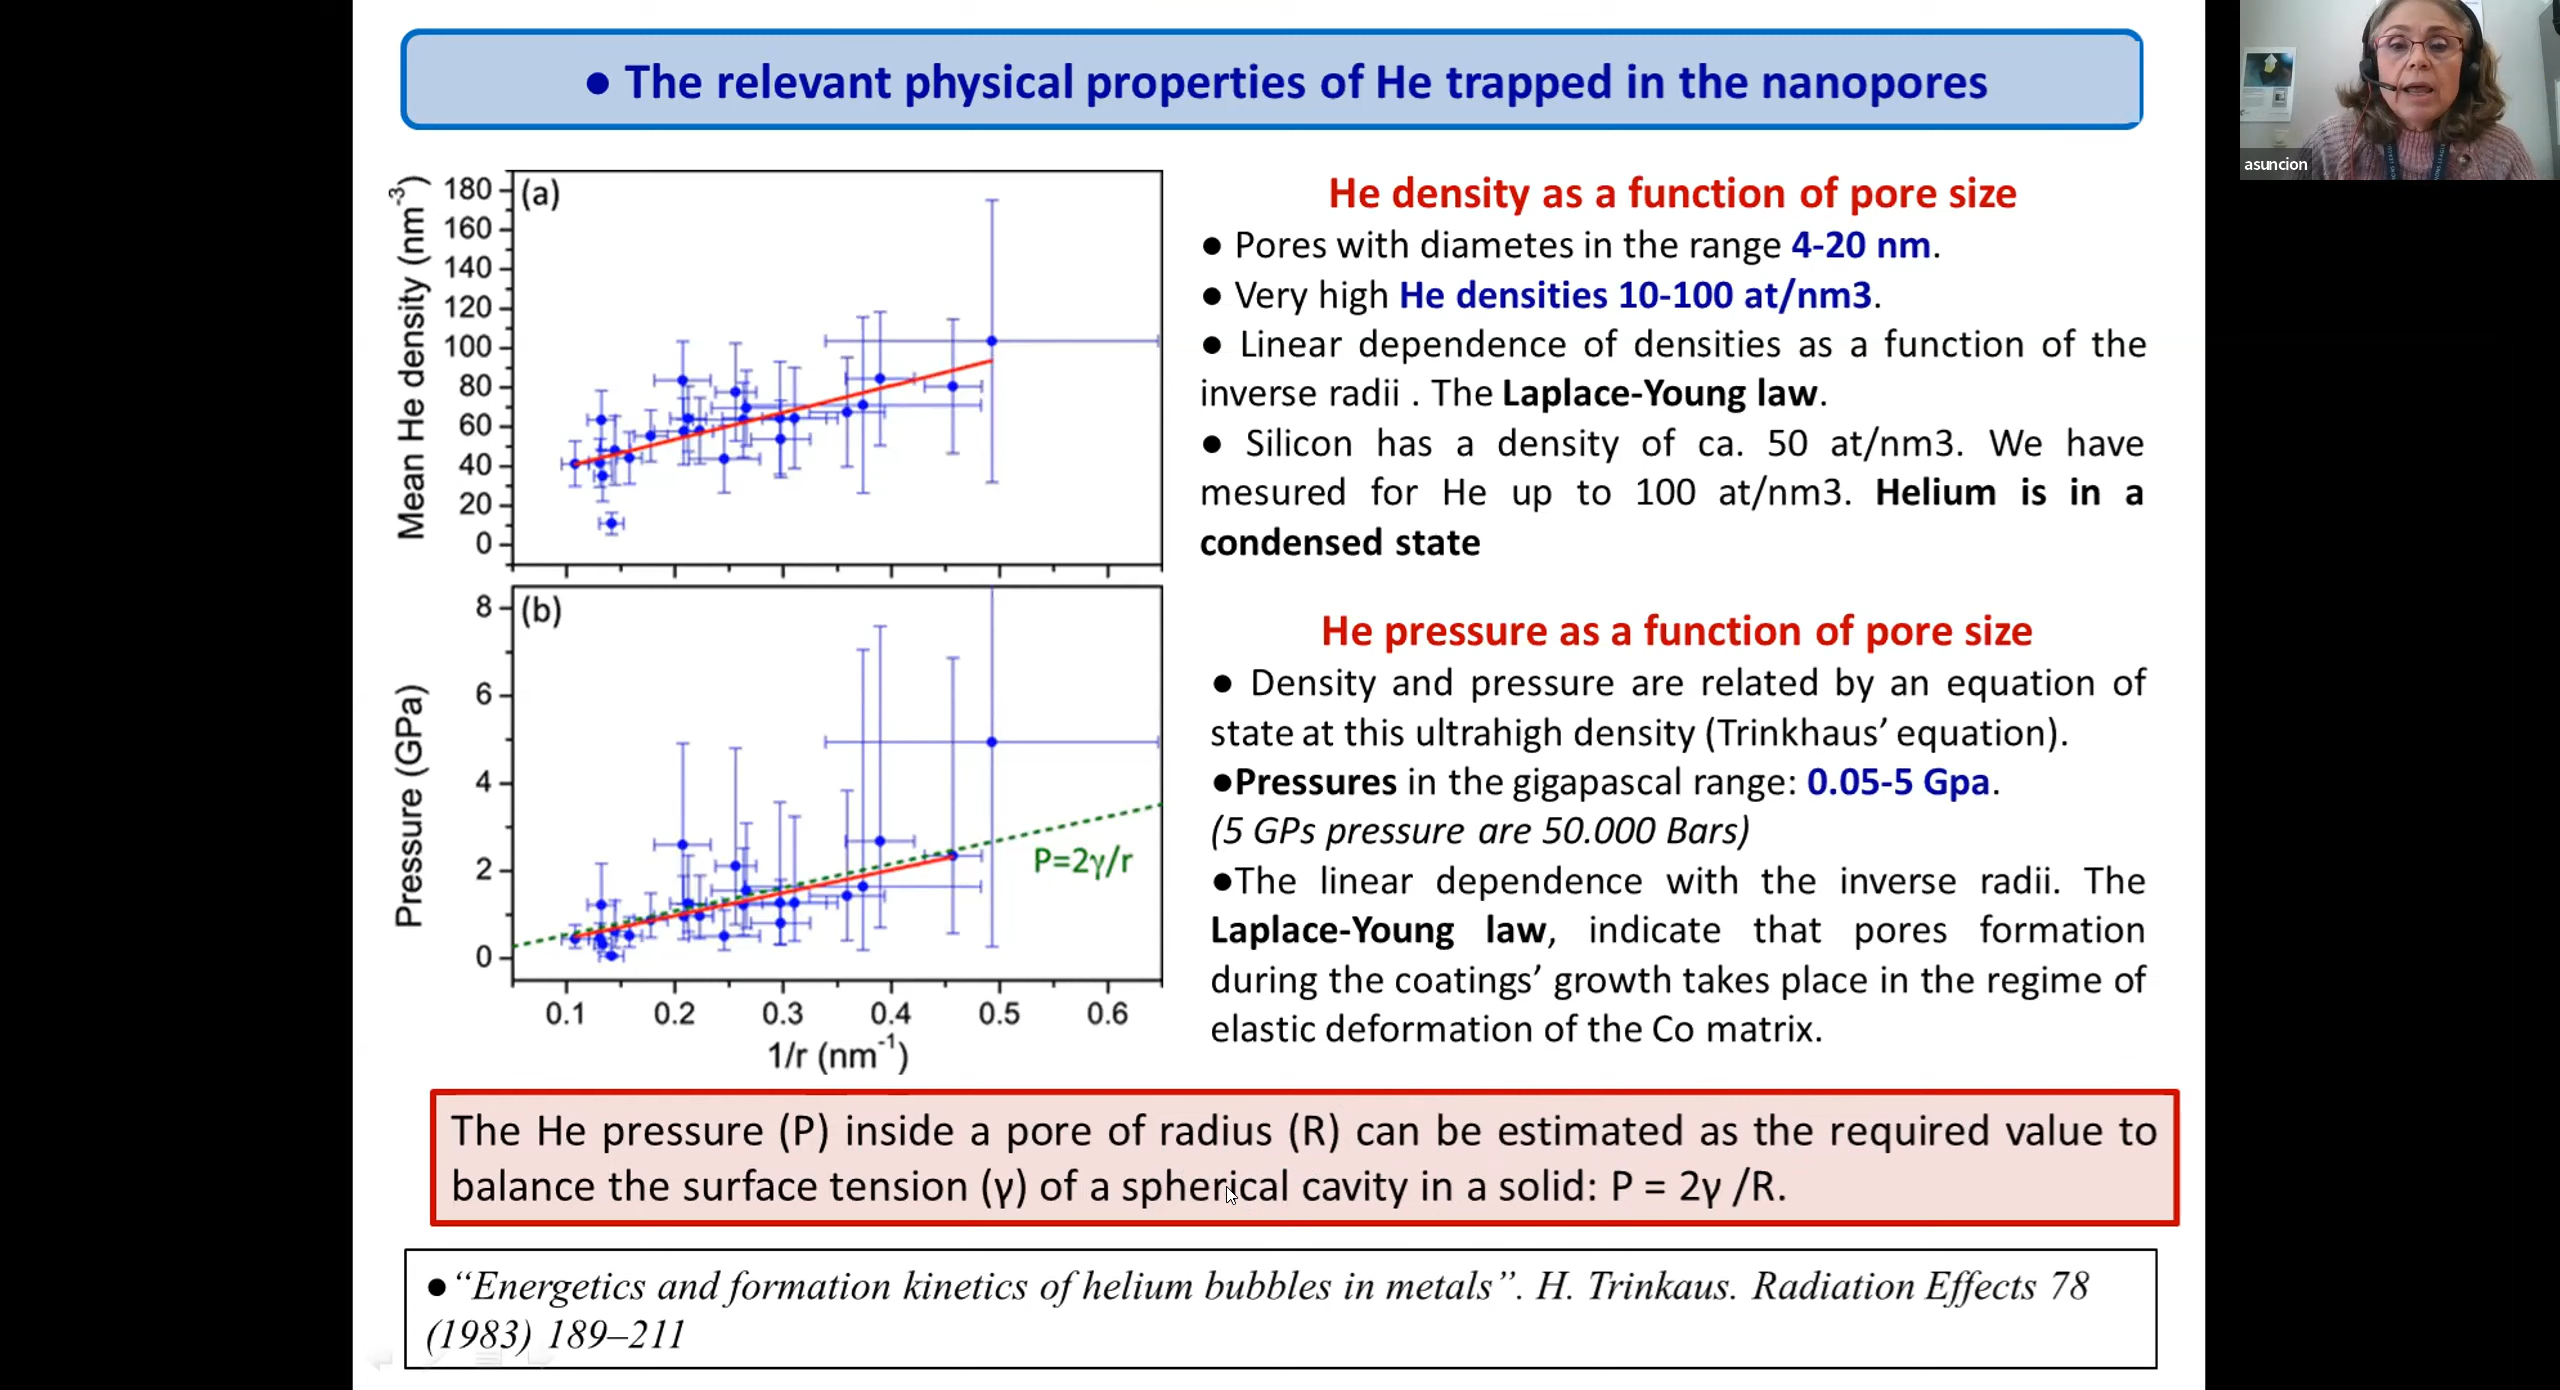 ● The relevant physical properties of He trapped in the nanopores
asuncion
(a)
Mean He density (nm-3)
180
160
140
120
100
80
60
40
20
0
(b)
Pressure (GPa)
8
6
4
2
0
P=2γ/r
0.1 0.2 0.3 0.4 0.5 0.6
1/r (nm-1)
He density as a function of pore size
● Pores with diametes in the range 4-20 nm.
● Very high He densities 10-100 at/nm3.
● Linear dependence of densities as a function of the
inverse radii . The Laplace-Young law.
● Silicon has a density of ca. 50 at/nm3. We have
mesured for He up to 100 at/nm3. Helium is in a
condensed state
He pressure as a function of pore size
● Density and pressure are related by an equation of
state at this ultrahigh density (Trinkhaus’ equation).
●Pressures in the gigapascal range: 0.05-5 Gpa.
(5 GPs pressure are 50.000 Bars)
●The linear dependence with the inverse radii. The
Laplace-Young law, indicate that pores formation
during the coatings’ growth takes place in the regime of
elastic deformation of the Co matrix.
The He pressure (P) inside a pore of radius (R) can be estimated as the required value to
balance the surface tension (γ) of a spherical cavity in a solid: P = 2γ /R.
●“Energetics and formation kinetics of helium bubbles in metals”. H. Trinkaus. Radiation Effects 78
(1983) 189–211